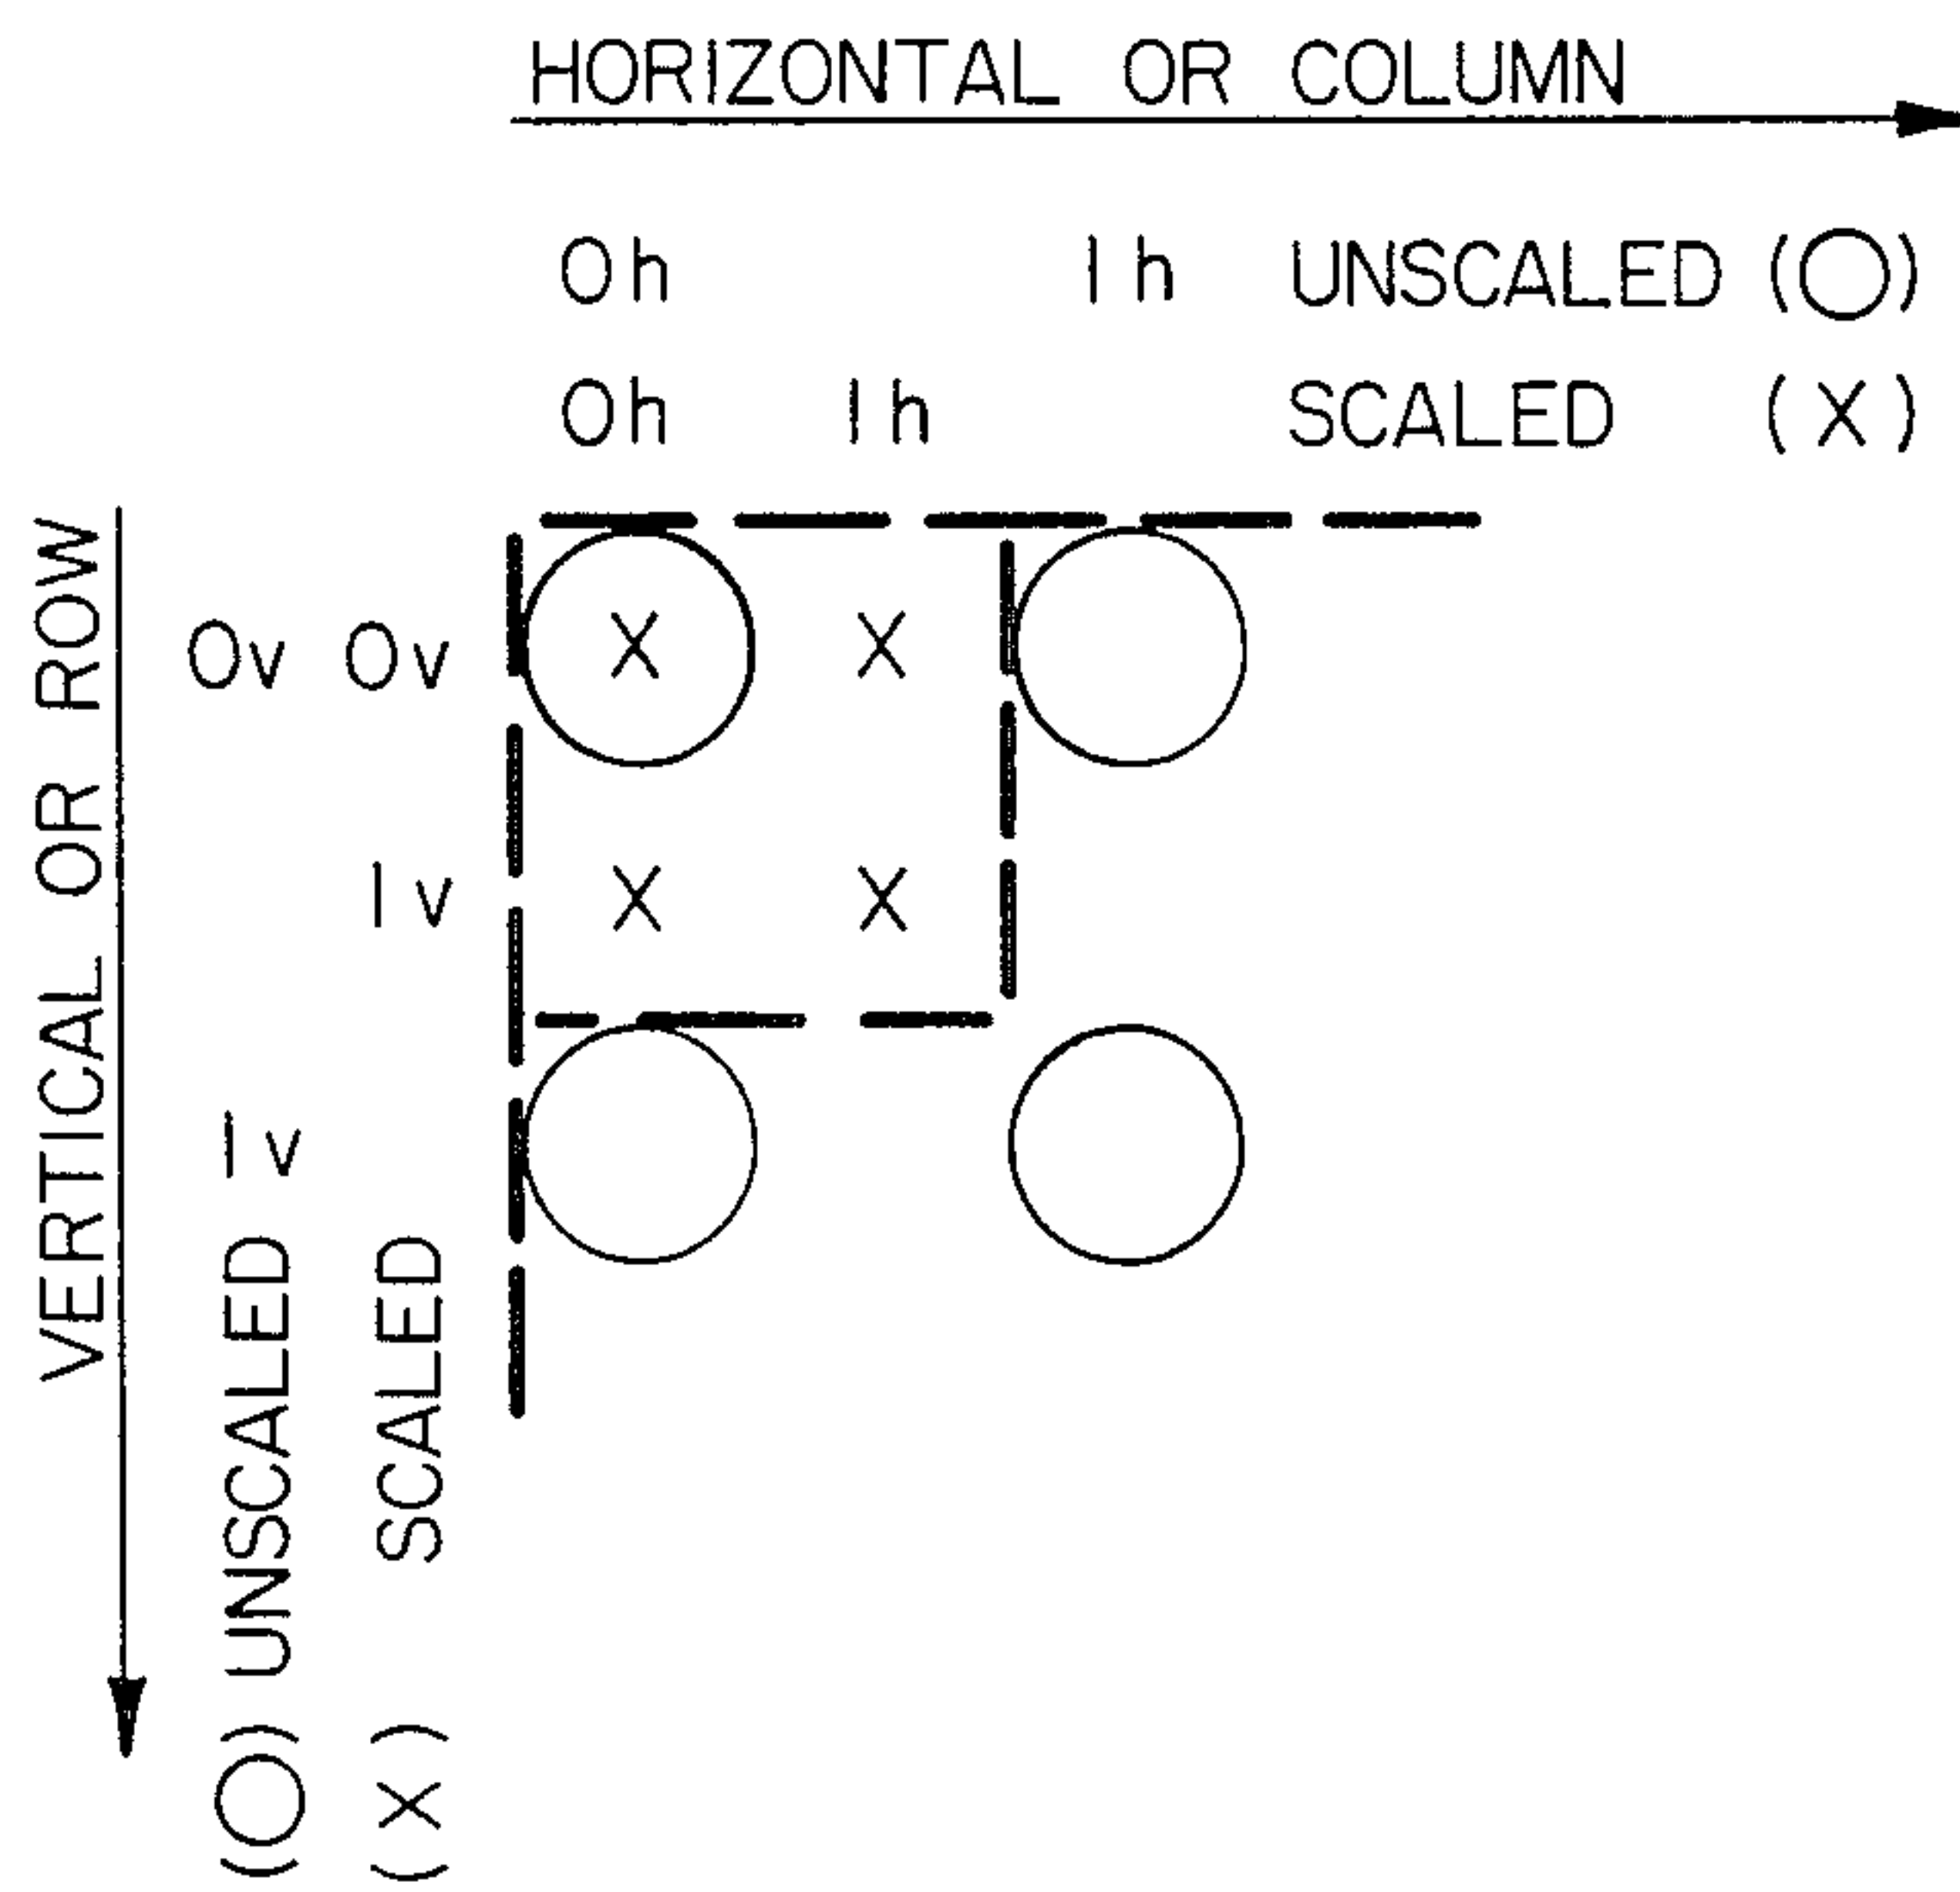 HORIZONTAL OR COLUMN
0h 1h UNSCALED (○)
0h 1h SCALED (X)
VERTICAL OR ROW
0v 0v
1v
1v
(○) UNSCALED
(X) SCALED